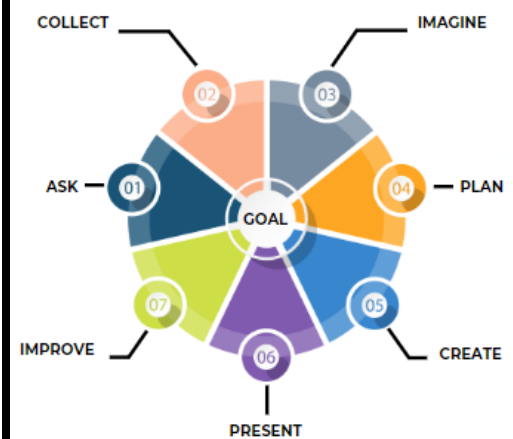 COLLECT
IMAGINE
02
03
ASK
01
04
PLAN
GOAL
07
05
IMPROVE
06
CREATE
PRESENT